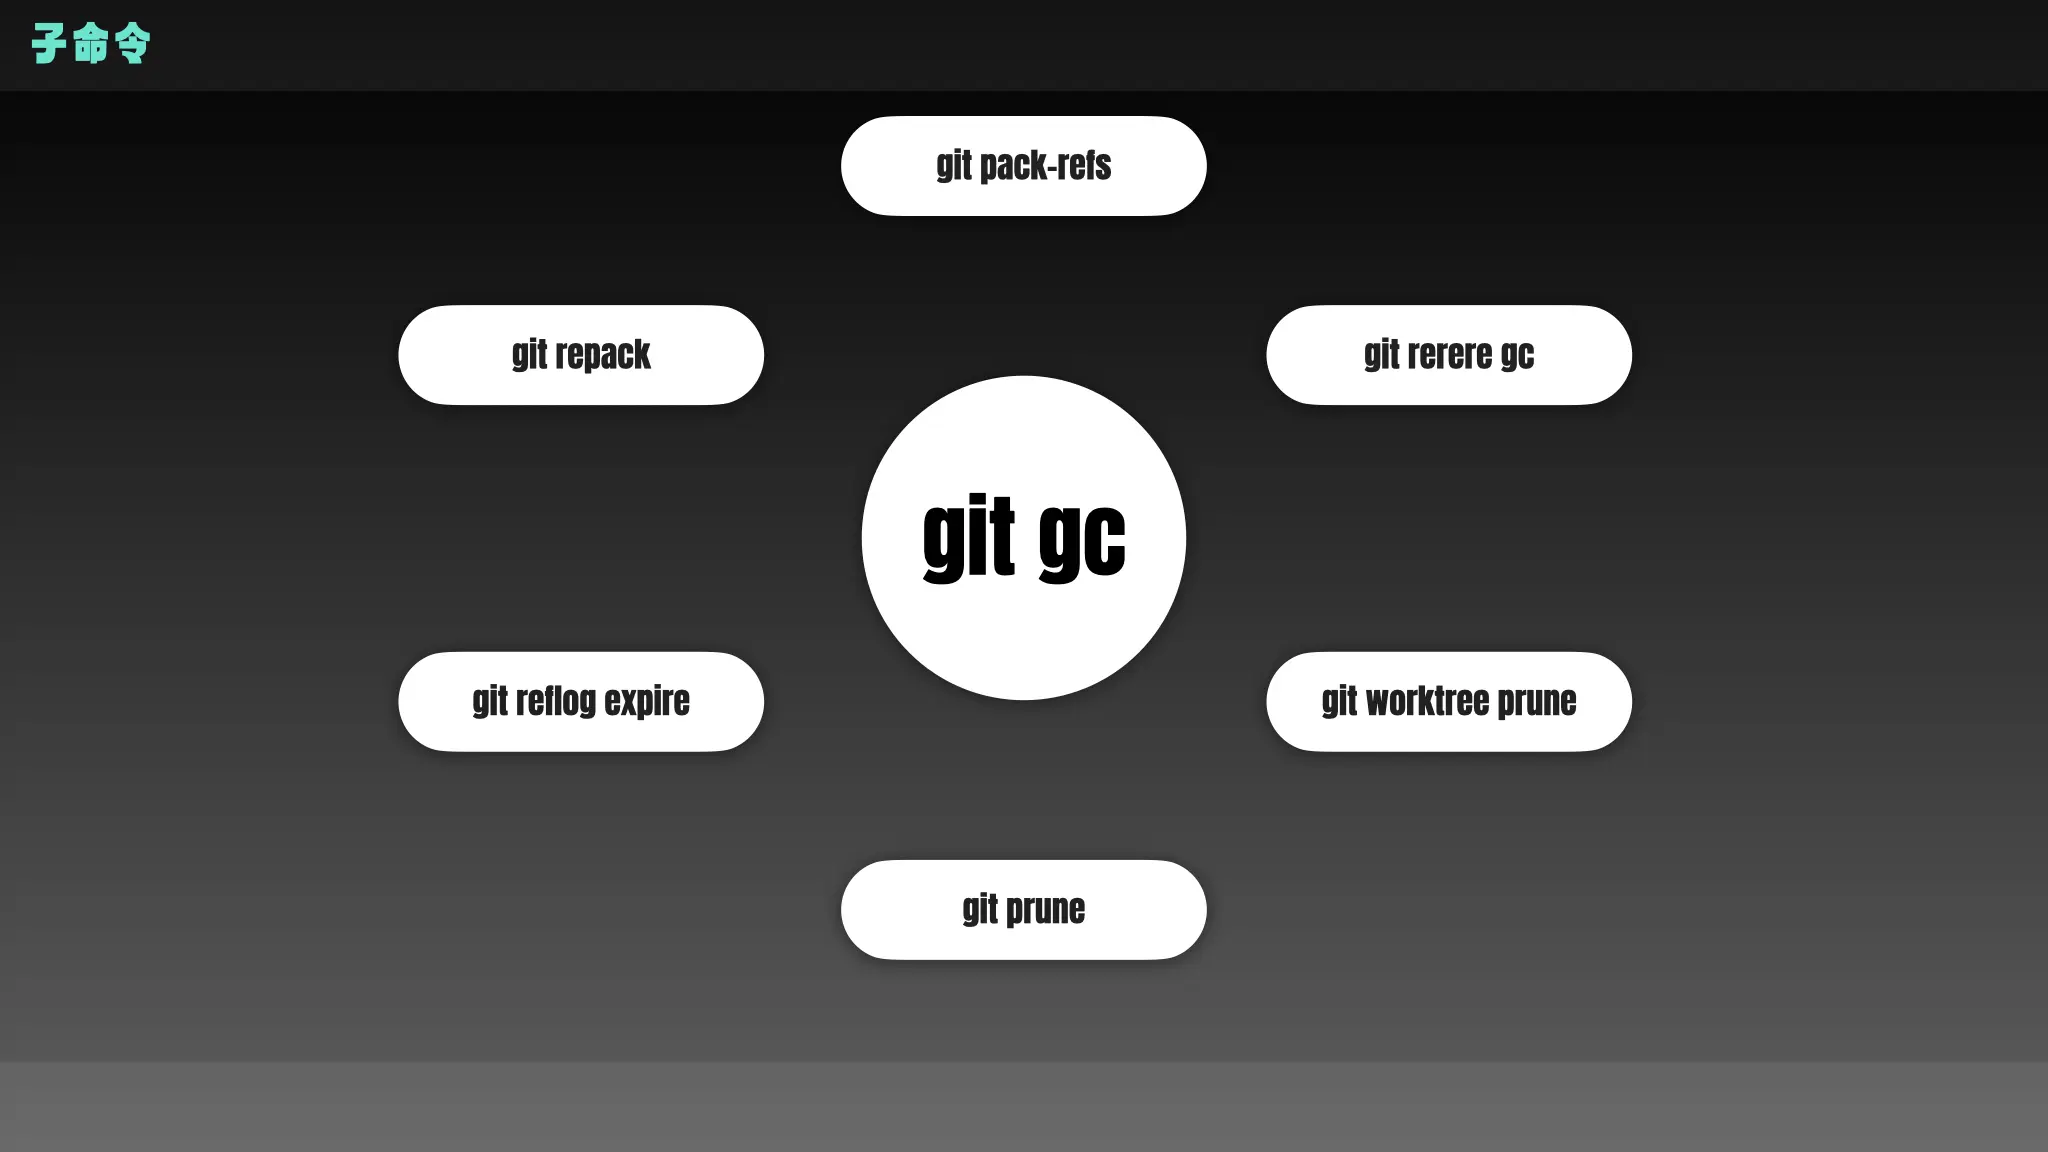 子命令
git pack-refs
git repack
git rerere gc
git gc
git reflog expire
git worktree prune
git prune